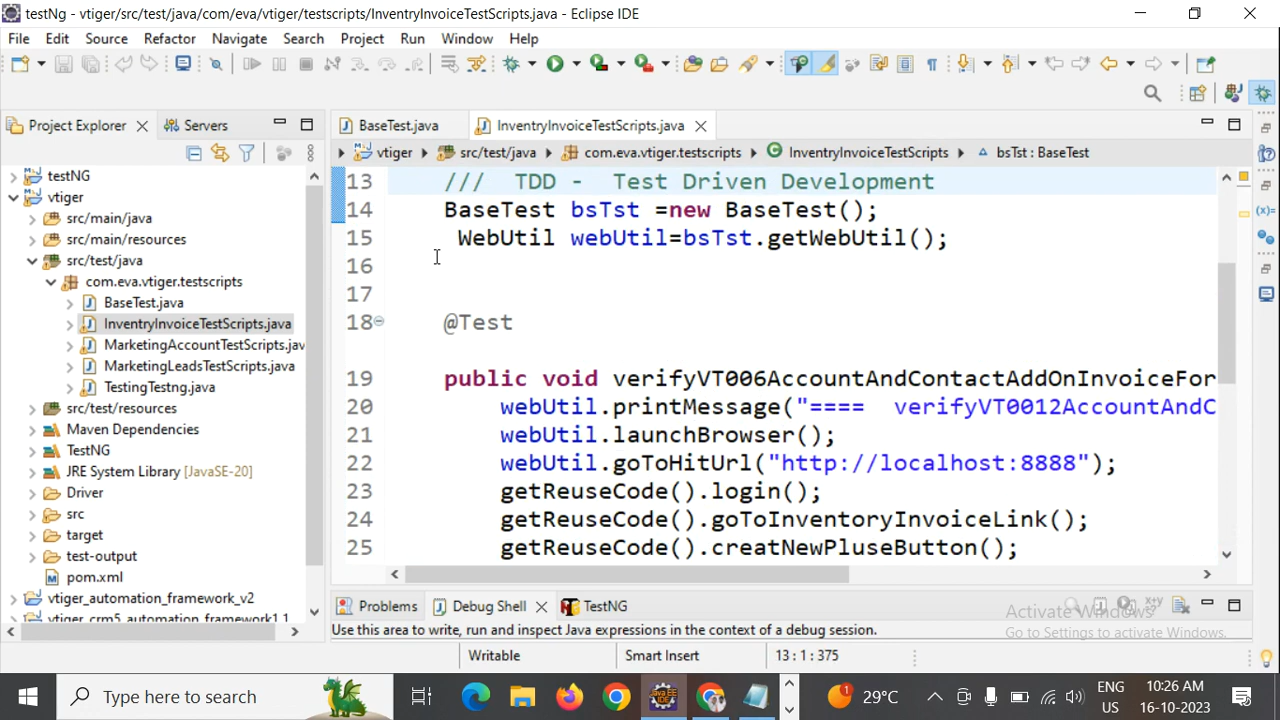 testNg - vtiger/src/test/java/com/eva/vtiger/testscripts/InventryInvoiceTestScripts.java - Eclipse IDE
File Edit Source Refactor Navigate Search Project Run Window Help
Project Explorer Servers
BaseTest.java InventryInvoiceTestScripts.java
vtiger src/test/java com.eva.vtiger.testscripts InventryInvoiceTestScripts bsTst : BaseTest
testNG
vtiger
src/main/java
src/main/resources
src/test/java
com.eva.vtiger.testscripts
BaseTest.java
InventryInvoiceTestScripts.java
MarketingAccountTestScripts.jav
MarketingLeadsTestScripts.java
TestingTestng.java
src/test/resources
Maven Dependencies
TestNG
JRE System Library [JavaSE-20]
Driver
src
target
test-output
pom.xml
vtiger_automation_framework_v2
vtiger_crm5_automation_framework1.1
13 /// TDD - Test Driven Development
14 BaseTest bsTst =new BaseTest();
15 WebUtil webUtil=bsTst.getWebUtil();
16
17
18 @Test
19 public void verifyVT006AccountAndContactAddOnInvoiceFor
20 webUtil.printMessage("==== verifyVT0012AccountAndC
21 webUtil.launchBrowser();
22 webUtil.goToHitUrl("http://localhost:8888");
23 getReuseCode().login();
24 getReuseCode().goToInventoryInvoiceLink();
25 getReuseCode().creatNewPluseButton();
Problems Debug Shell TestNG
Use this area to write, run and inspect Java expressions in the context of a debug session.
Activate Windows
Go to Settings to activate Windows.
Writable Smart Insert 13 : 1 : 375
Type here to search
1 29°C
ENG
US
10:26 AM
16-10-2023